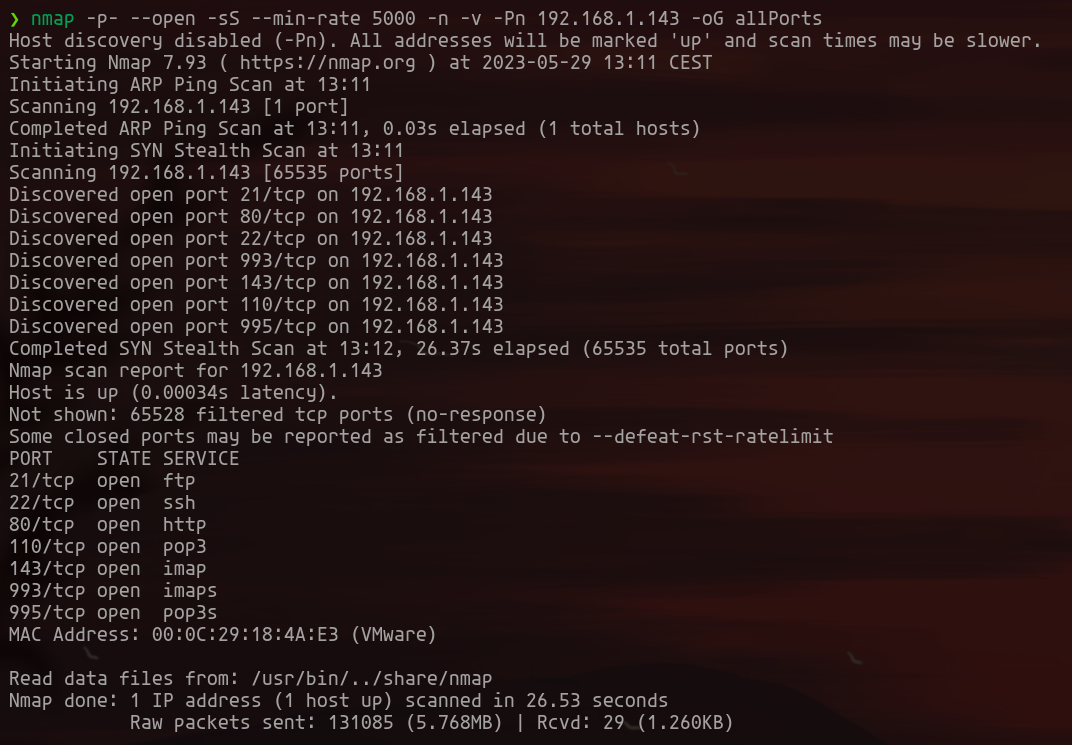 ❯ nmap -p- --open -sS --min-rate 5000 -n -v -Pn 192.168.1.143 -oG allPorts
Host discovery disabled (-Pn). All addresses will be marked 'up' and scan times may be slower.
Starting Nmap 7.93 ( https://nmap.org ) at 2023-05-29 13:11 CEST
Initiating ARP Ping Scan at 13:11
Scanning 192.168.1.143 [1 port]
Completed ARP Ping Scan at 13:11, 0.03s elapsed (1 total hosts)
Initiating SYN Stealth Scan at 13:11
Scanning 192.168.1.143 [65535 ports]
Discovered open port 21/tcp on 192.168.1.143
Discovered open port 80/tcp on 192.168.1.143
Discovered open port 22/tcp on 192.168.1.143
Discovered open port 993/tcp on 192.168.1.143
Discovered open port 143/tcp on 192.168.1.143
Discovered open port 110/tcp on 192.168.1.143
Discovered open port 995/tcp on 192.168.1.143
Completed SYN Stealth Scan at 13:12, 26.37s elapsed (65535 total ports)
Nmap scan report for 192.168.1.143
Host is up (0.00034s latency).
Not shown: 65528 filtered tcp ports (no-response)
Some closed ports may be reported as filtered due to --defeat-rst-ratelimit
PORT    STATE SERVICE
21/tcp  open  ftp
22/tcp  open  ssh
80/tcp  open  http
110/tcp open  pop3
143/tcp open  imap
993/tcp open  imaps
995/tcp open  pop3s
MAC Address: 00:0C:29:18:4A:E3 (VMware)

Read data files from: /usr/bin/../share/nmap
Nmap done: 1 IP address (1 host up) scanned in 26.53 seconds
           Raw packets sent: 131085 (5.768MB) | Rcvd: 29 (1.260KB)